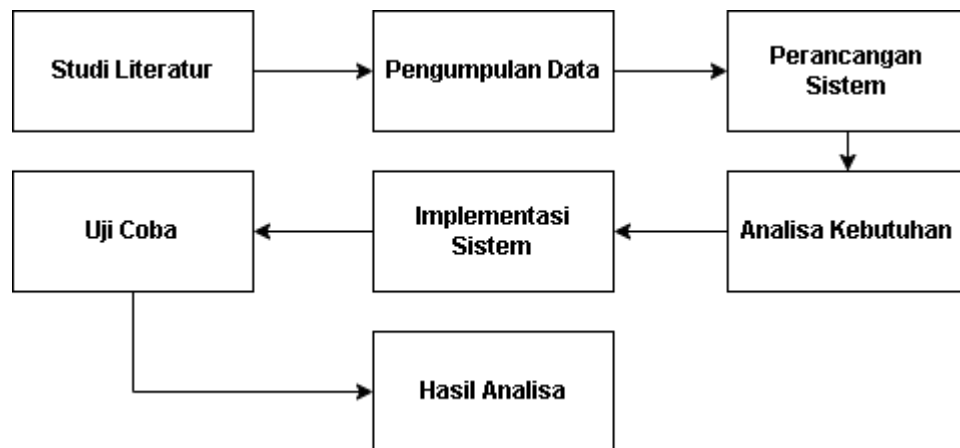 Studi Literatur
Pengumpulan Data
Perancangan
Sistem
Analisa Kebutuhan
Implementasi
Sistem
Uji Coba
Hasil Analisa